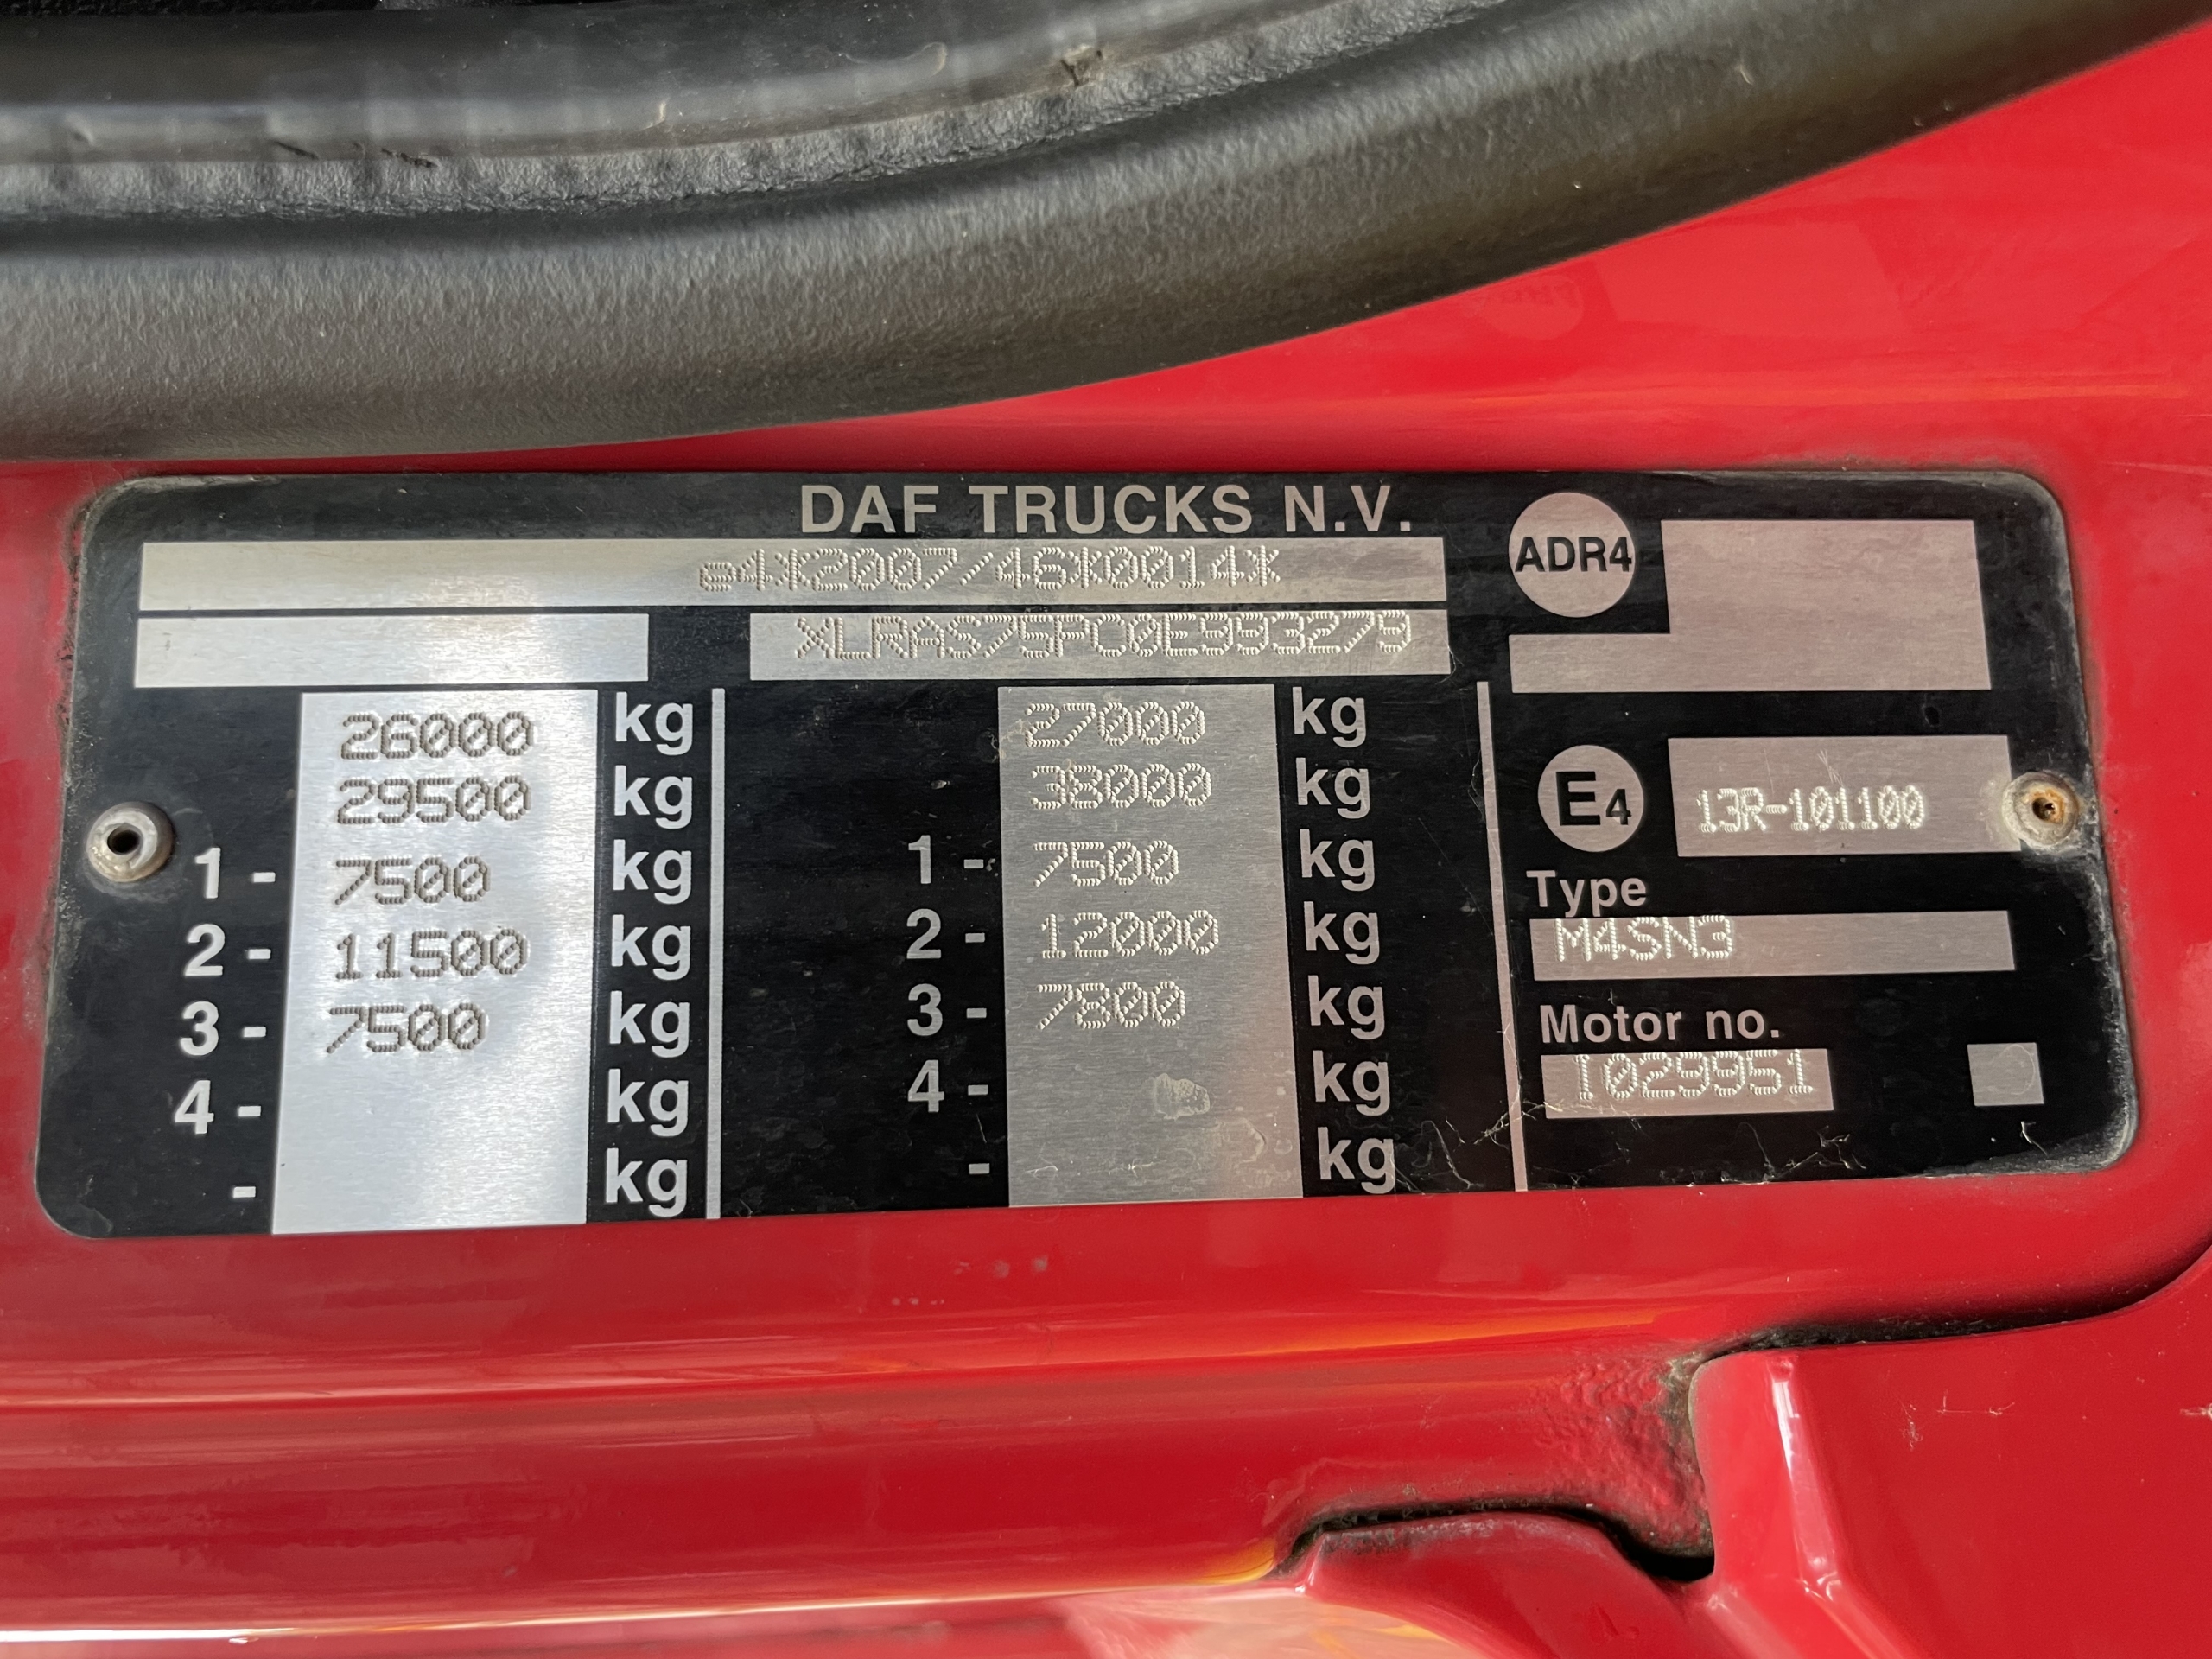 DAF TRUCKS N.V.
e4*2007/46*0014*
XLRAS75PC0E993279
26000 kg 27000 kg
29500 kg 38000 kg
1 - 7500 kg 1 - 7500 kg
2 - 11500 kg 2 - 12000 kg
3 - 7500 kg 3 - 7800 kg
4 - kg 4 - kg
- kg - kg
ADR4
E4 13R-101100
Type
M4SN3
Motor no.
I029951